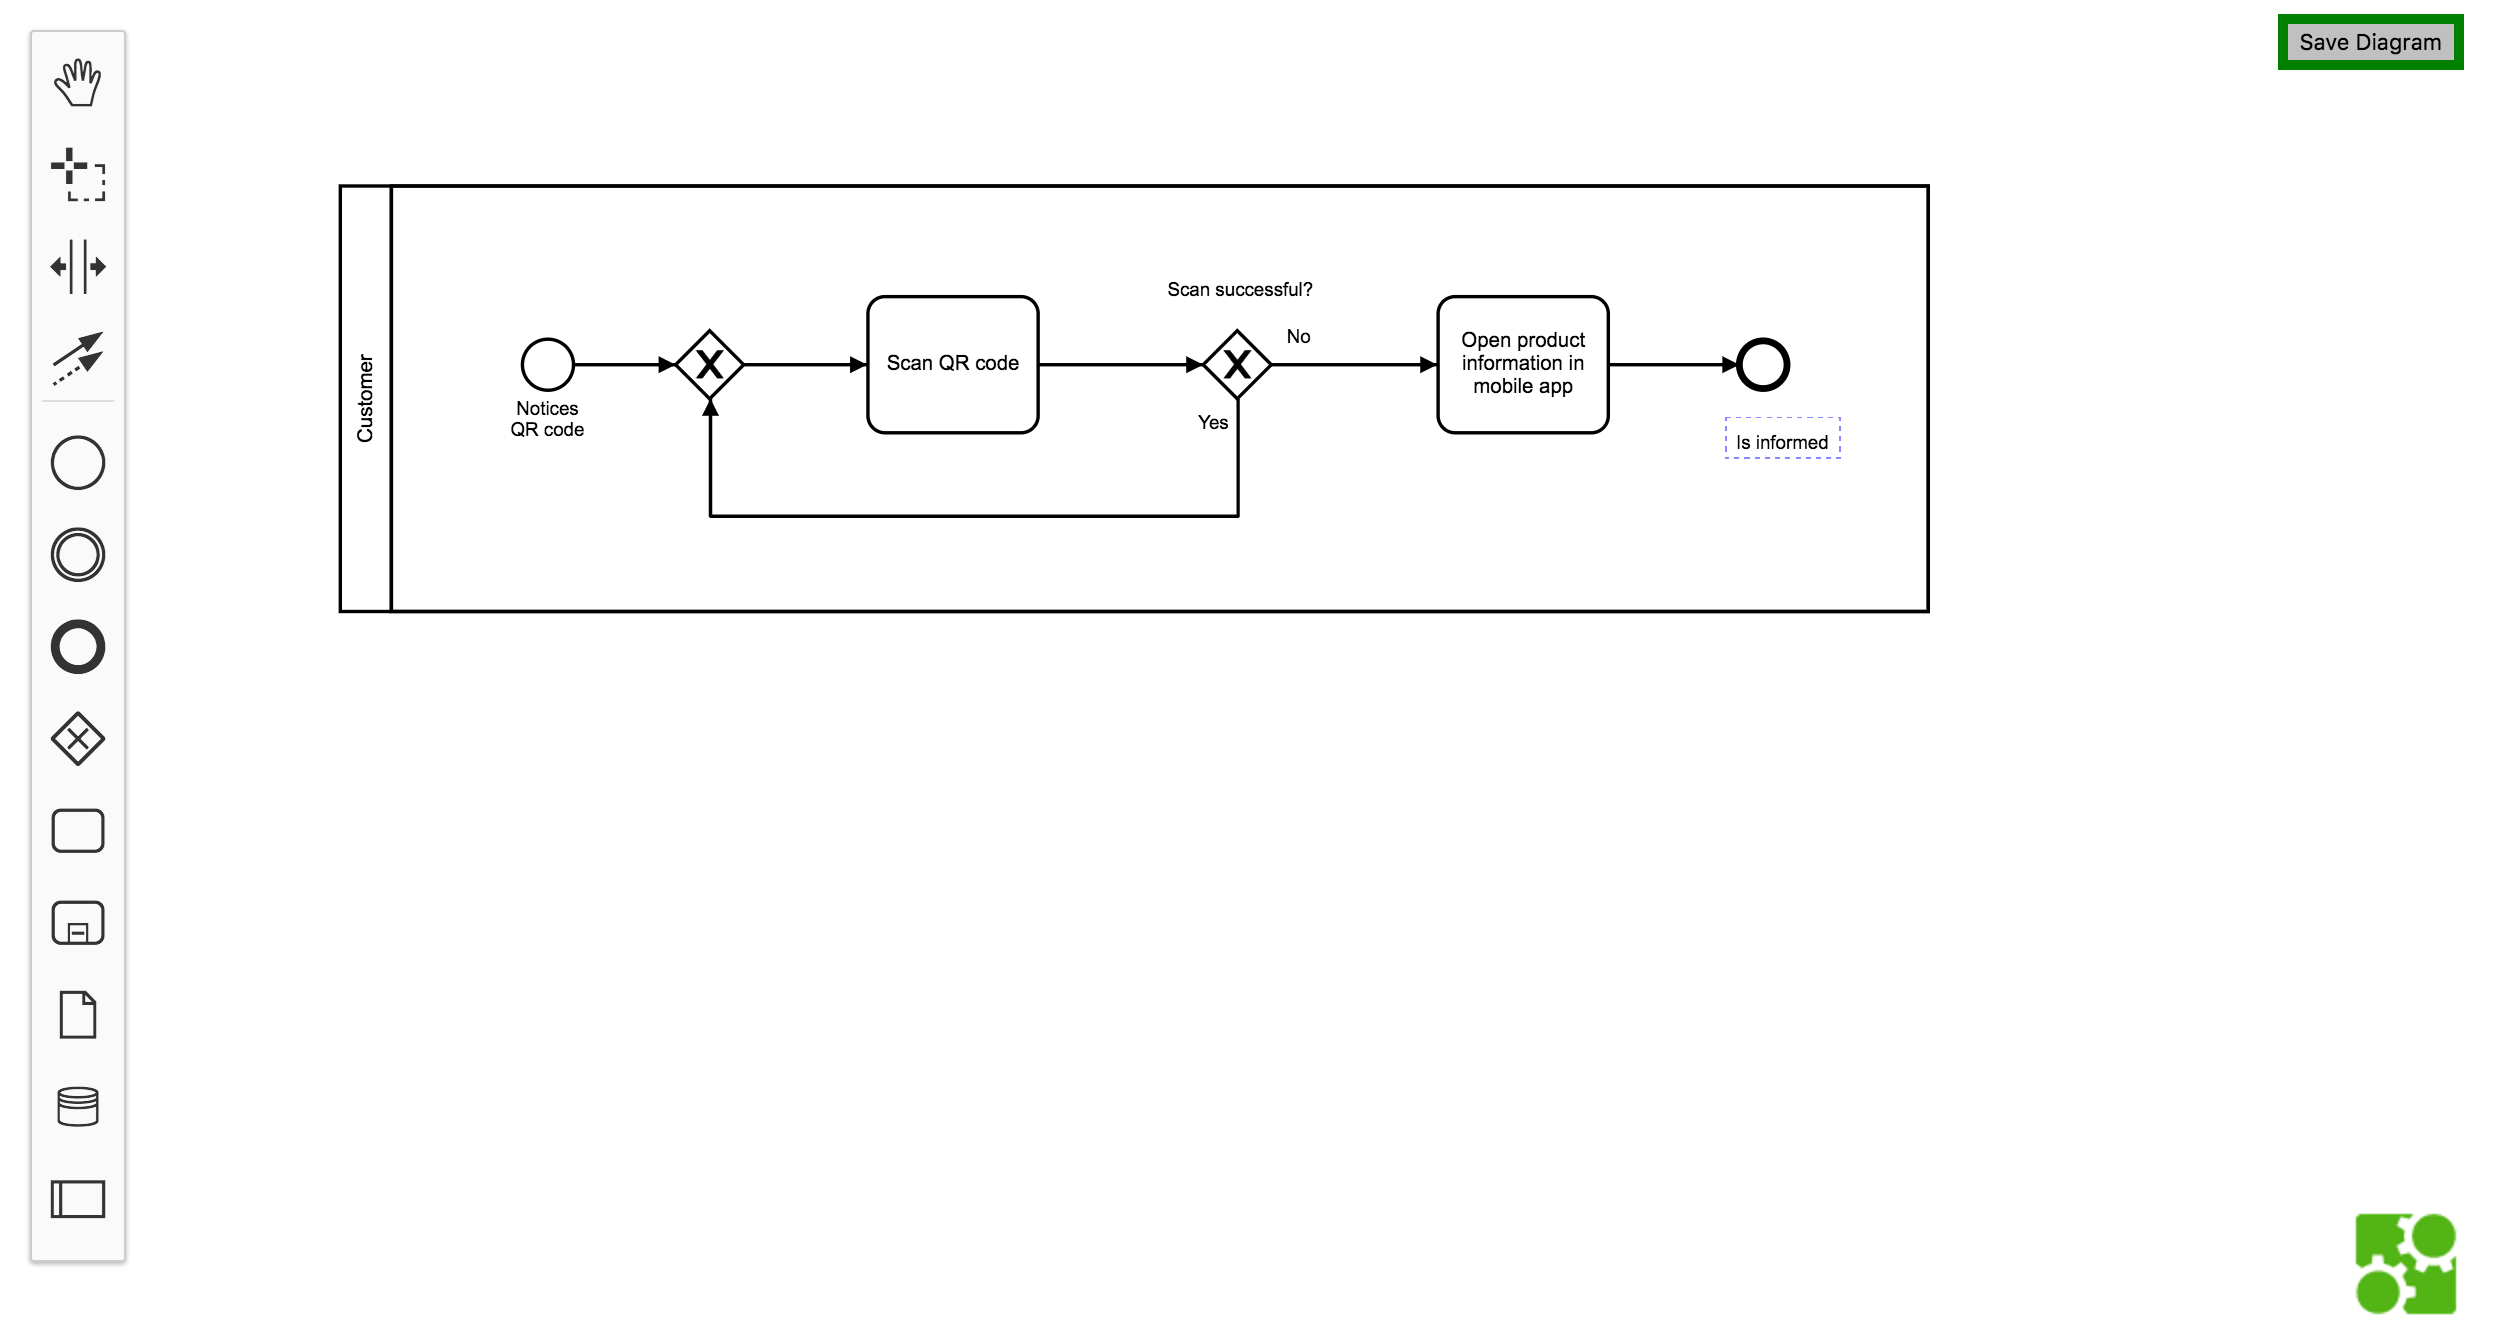 Save Diagram
Customer
Notices
QR code
Scan QR code
Scan successful?
No
Yes
Open product
information in
mobile app
Is informed